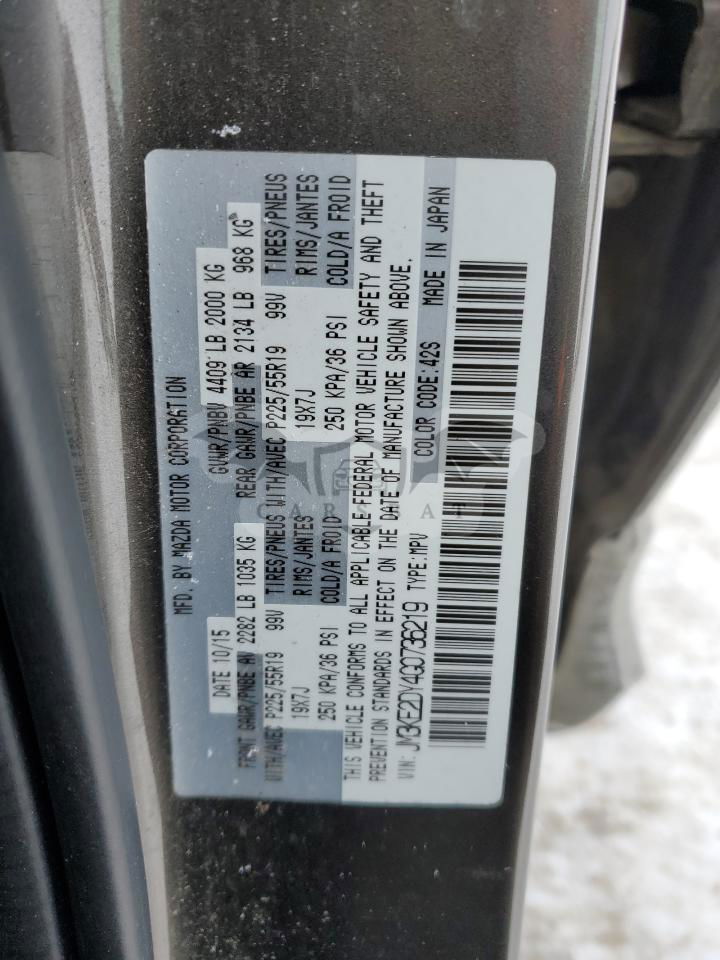 MFD. BY MAZDA MOTOR CORPORATION
DATE 10/15 GVWR/PNBV 4409 LB 2000 KG
FRONT GAWR/PNBE AV 2282 LB 1035 KG REAR GAWR/PNBE AR 2134 LB 968 KG
WITH/AVEC P225/55R19 99V TIRES/PNEUS WITH/AVEC P225/55R19 99V TIRES/PNEUS
19X7J RIMS/JANTES 19X7J RIMS/JANTES
250 KPA/36 PSI COLD/A FROID 250 KPA/36 PSI COLD/A FROID
THIS VEHICLE CONFORMS TO ALL APPLICABLE FEDERAL MOTOR VEHICLE SAFETY AND THEFT
PREVENTION STANDARDS IN EFFECT ON THE DATE OF MANUFACTURE SHOWN ABOVE.
VIN: JM3KE2DY4G0736219 TYPE:MPV COLOR CODE:42S MADE IN JAPAN
CARSBAT